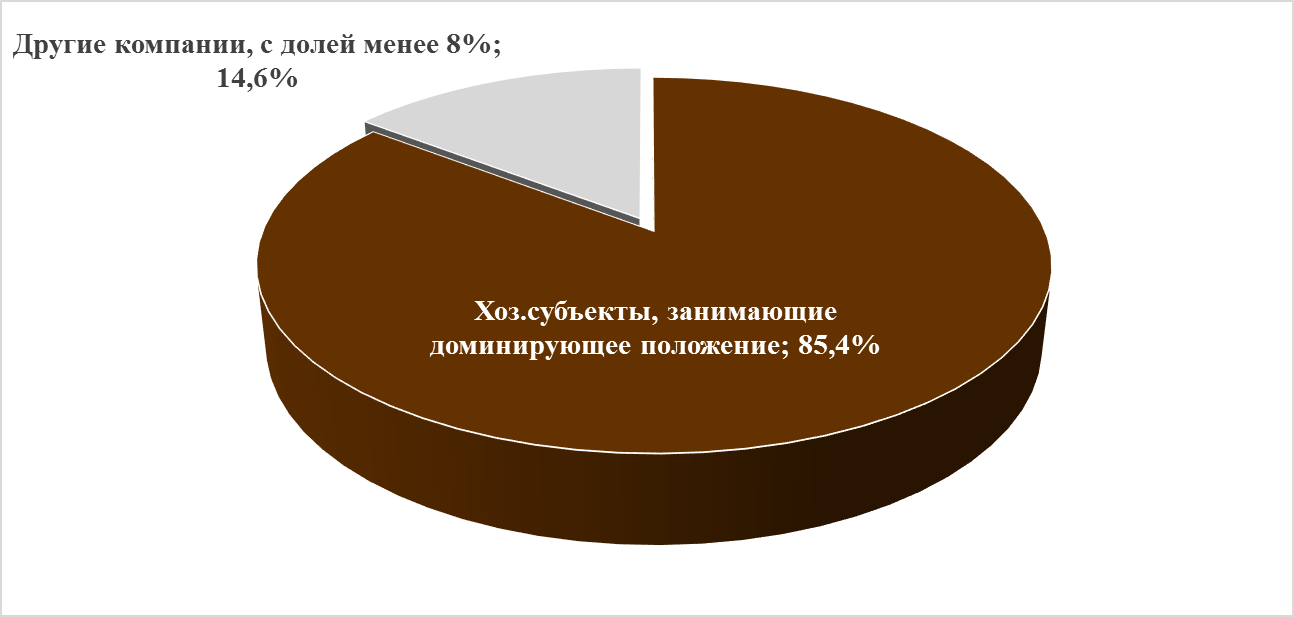 Другие компании, с долей менее 8%;
14,6%
Хоз.субъекты, занимающие
доминирующее положение; 85,4%